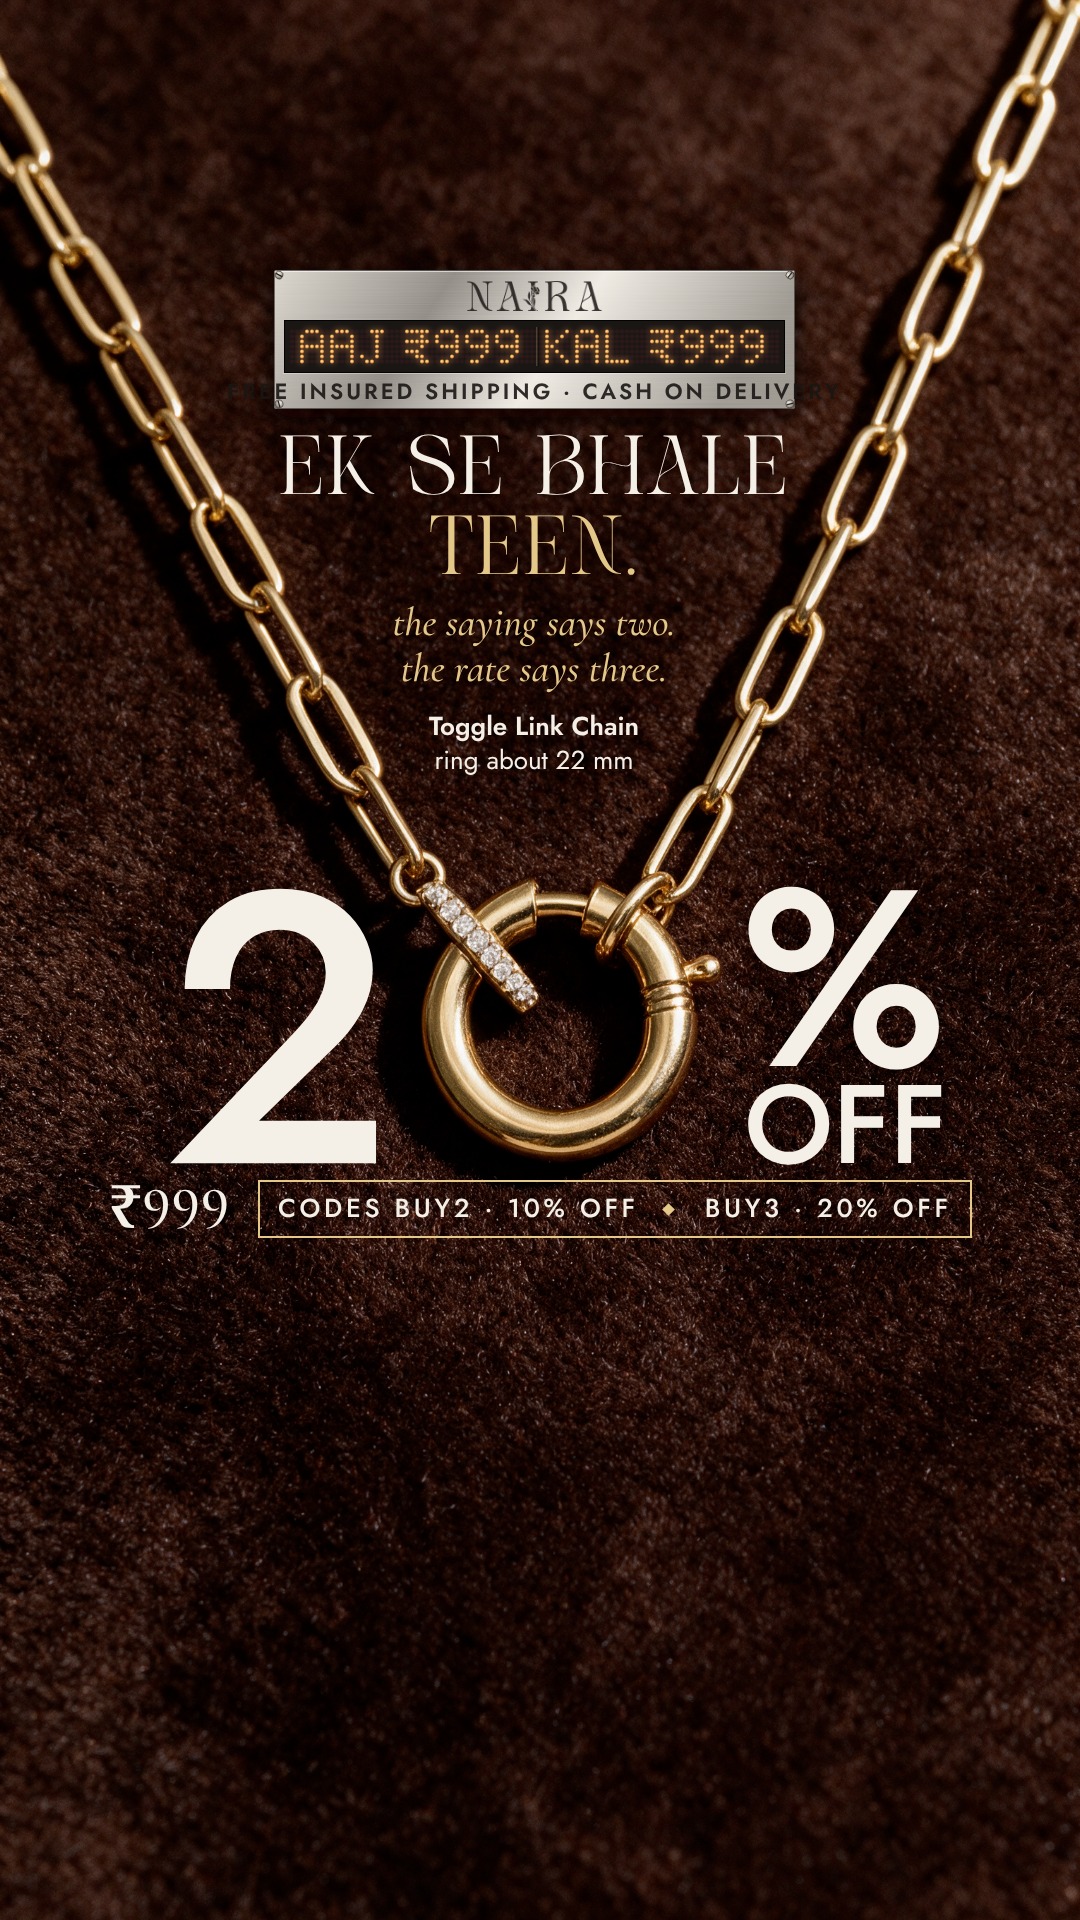 NAIRA
AAJ ₹999 KAL ₹999
FREE INSURED SHIPPING · CASH ON DELIVERY
EK SE BHALE
TEEN.
the saying says two.
the rate says three.
Toggle Link Chain
ring about 22 mm
2 %
OFF
₹999 CODES BUY2 · 10% OFF ◆ BUY3 · 20% OFF